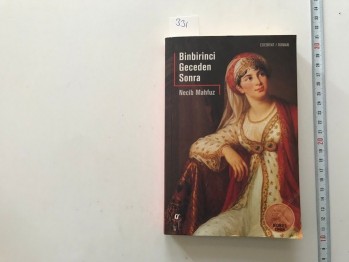 331
EDEBİYAT / ROMAN
Binbirinci
Geceden
Sonra
Necib Mahfuz